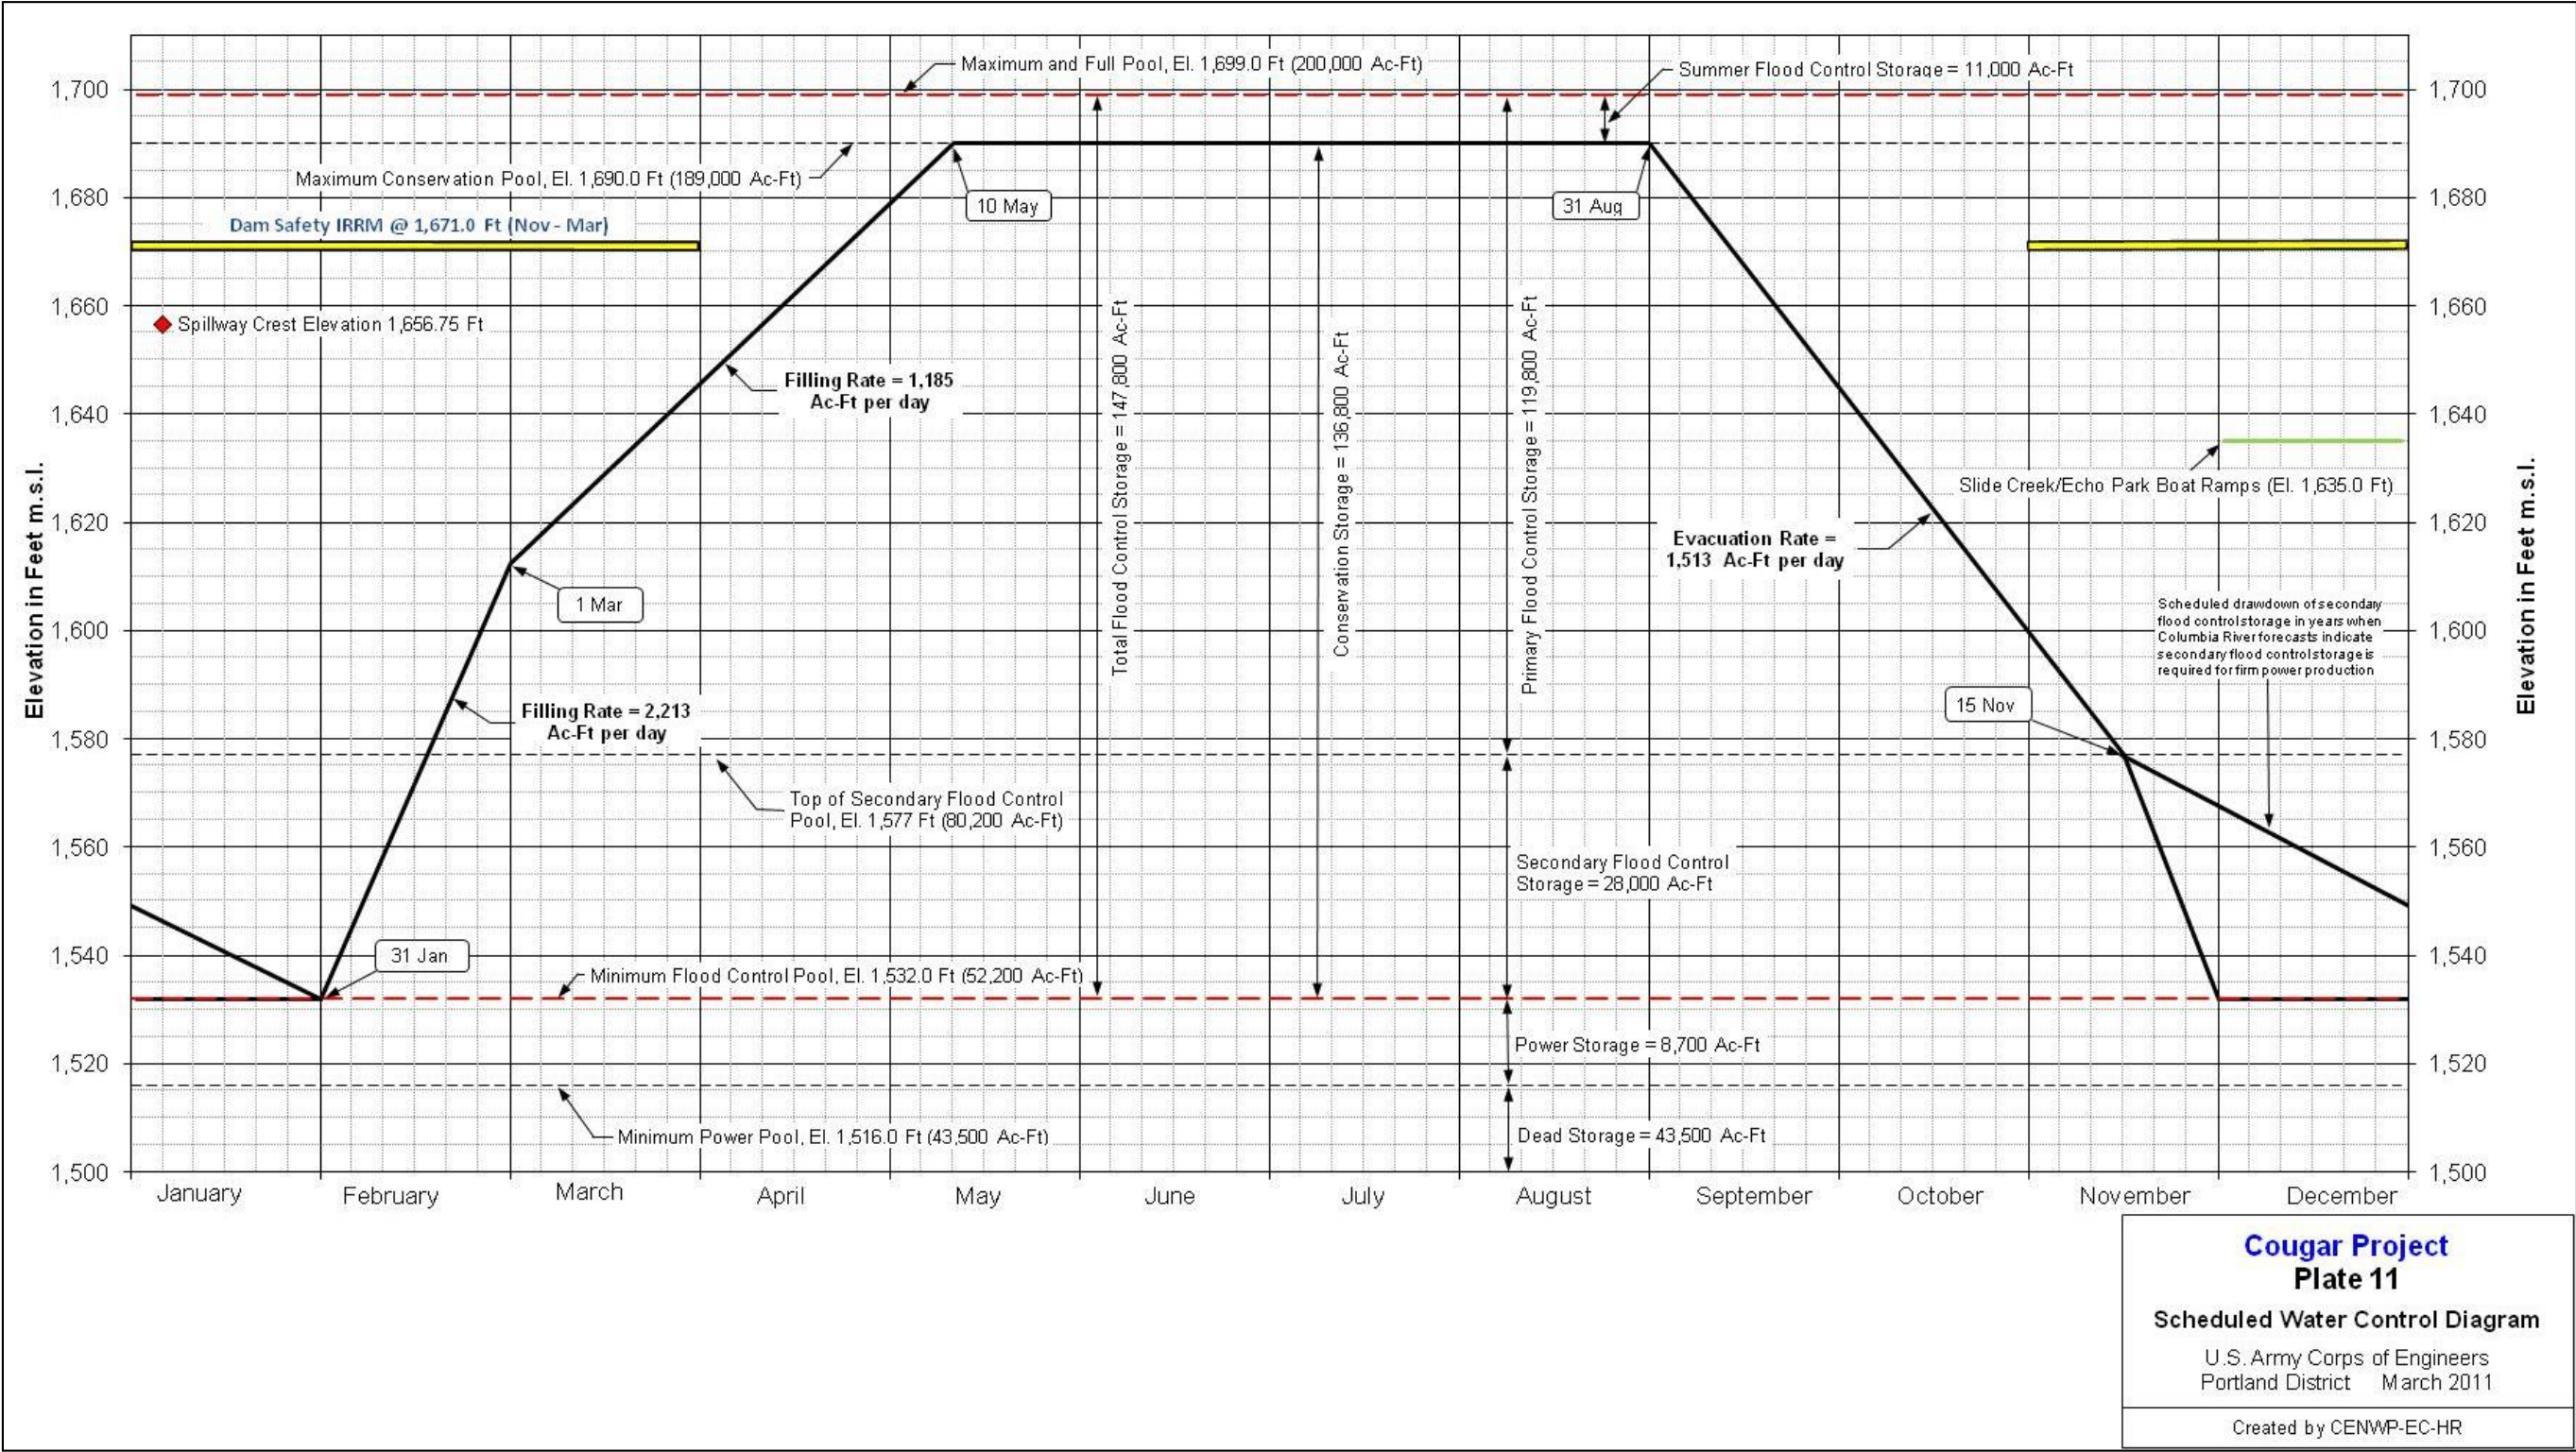 Maximum and Full Pool, El. 1,699.0 Ft (200,000 Ac-Ft)
Summer Flood Control Storage = 11,000 Ac-Ft
1,700
1,700
Maximum Conservation Pool, El. 1,690.0 Ft (189,000 Ac-Ft)
1,680
10 May
31 Aug
1,680
Dam Safety IRRM @ 1,671.0 Ft (Nov - Mar)
1,660
1,660
Spillway Crest Elevation 1,656.75 Ft
Filling Rate = 1,185
Ac-Ft per day
Total Flood Control Storage = 147,800 Ac-Ft
Conservation Storage = 136,800 Ac-Ft
Primary Flood Control Storage = 119,800 Ac-Ft
1,640
1,640
Slide Creek/Echo Park Boat Ramps (El. 1,635.0 Ft)
Elevation in Feet m.s.l.
Elevation in Feet m.s.l.
1,620
1,620
Evacuation Rate =
1,513 Ac-Ft per day
1 Mar
Scheduled drawdown of secondary
flood control storage in years when
Columbia River forecasts indicate
secondary flood control storage is
required for firm power production
1,600
1,600
Filling Rate = 2,213
Ac-Ft per day
15 Nov
1,580
1,580
Top of Secondary Flood Control
Pool, El. 1,577 Ft (80,200 Ac-Ft)
1,560
1,560
Secondary Flood Control
Storage = 28,000 Ac-Ft
31 Jan
1,540
1,540
Minimum Flood Control Pool, El. 1,532.0 Ft (52,200 Ac-Ft)
Power Storage = 8,700 Ac-Ft
1,520
1,520
Minimum Power Pool, El. 1,516.0 Ft (43,500 Ac-Ft)
Dead Storage = 43,500 Ac-Ft
1,500
1,500
January
February
March
April
May
June
July
August
September
October
November
December
Cougar Project
Plate 11
Scheduled Water Control Diagram
U.S. Army Corps of Engineers
Portland District March 2011
Created by CENWP-EC-HR